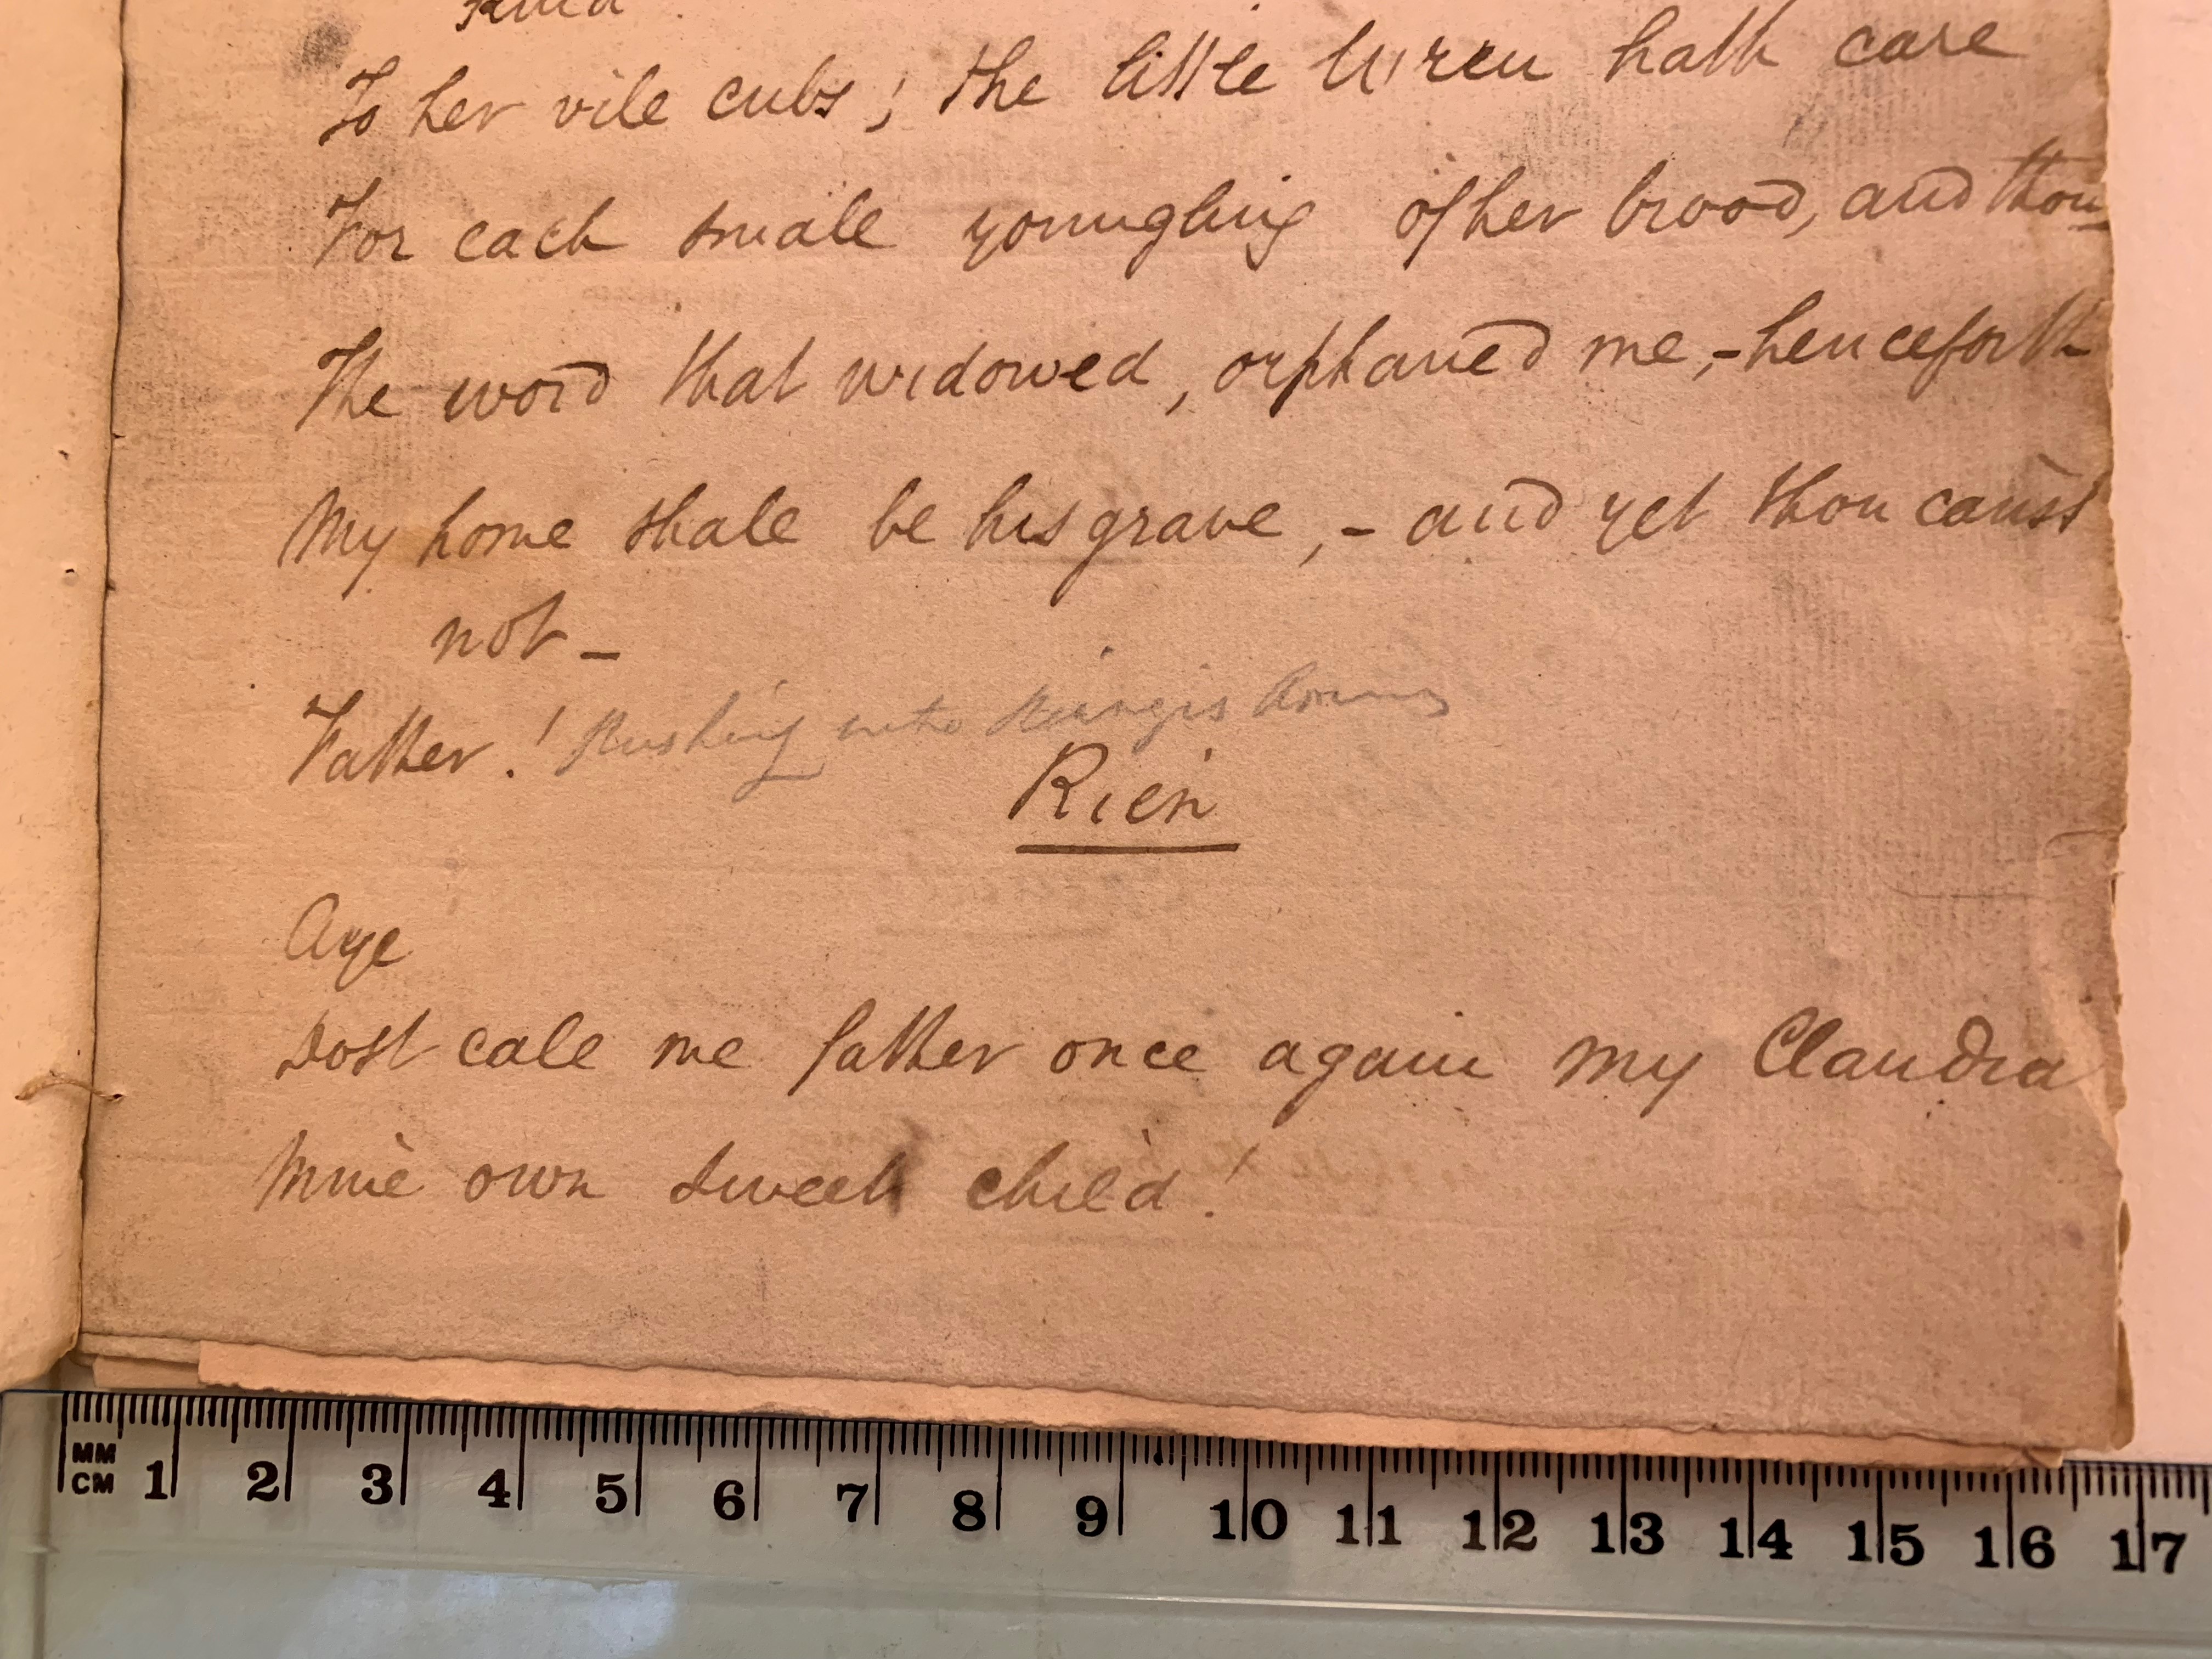 To her vile cubs; the little Wren hath care
For each small youngling of her brood, and thou–
The word that widowed, orphaned me,– henceforth
My home shall be his grave,– and yet thou canst
not –
Father! Rushing into Arms
Rien
Aye
Dost call me father once again my Claudia
Mine own sweet child!
MM
CM 1 2 3 4 5 6 7 8 9 10 11 12 13 14 15 16 17